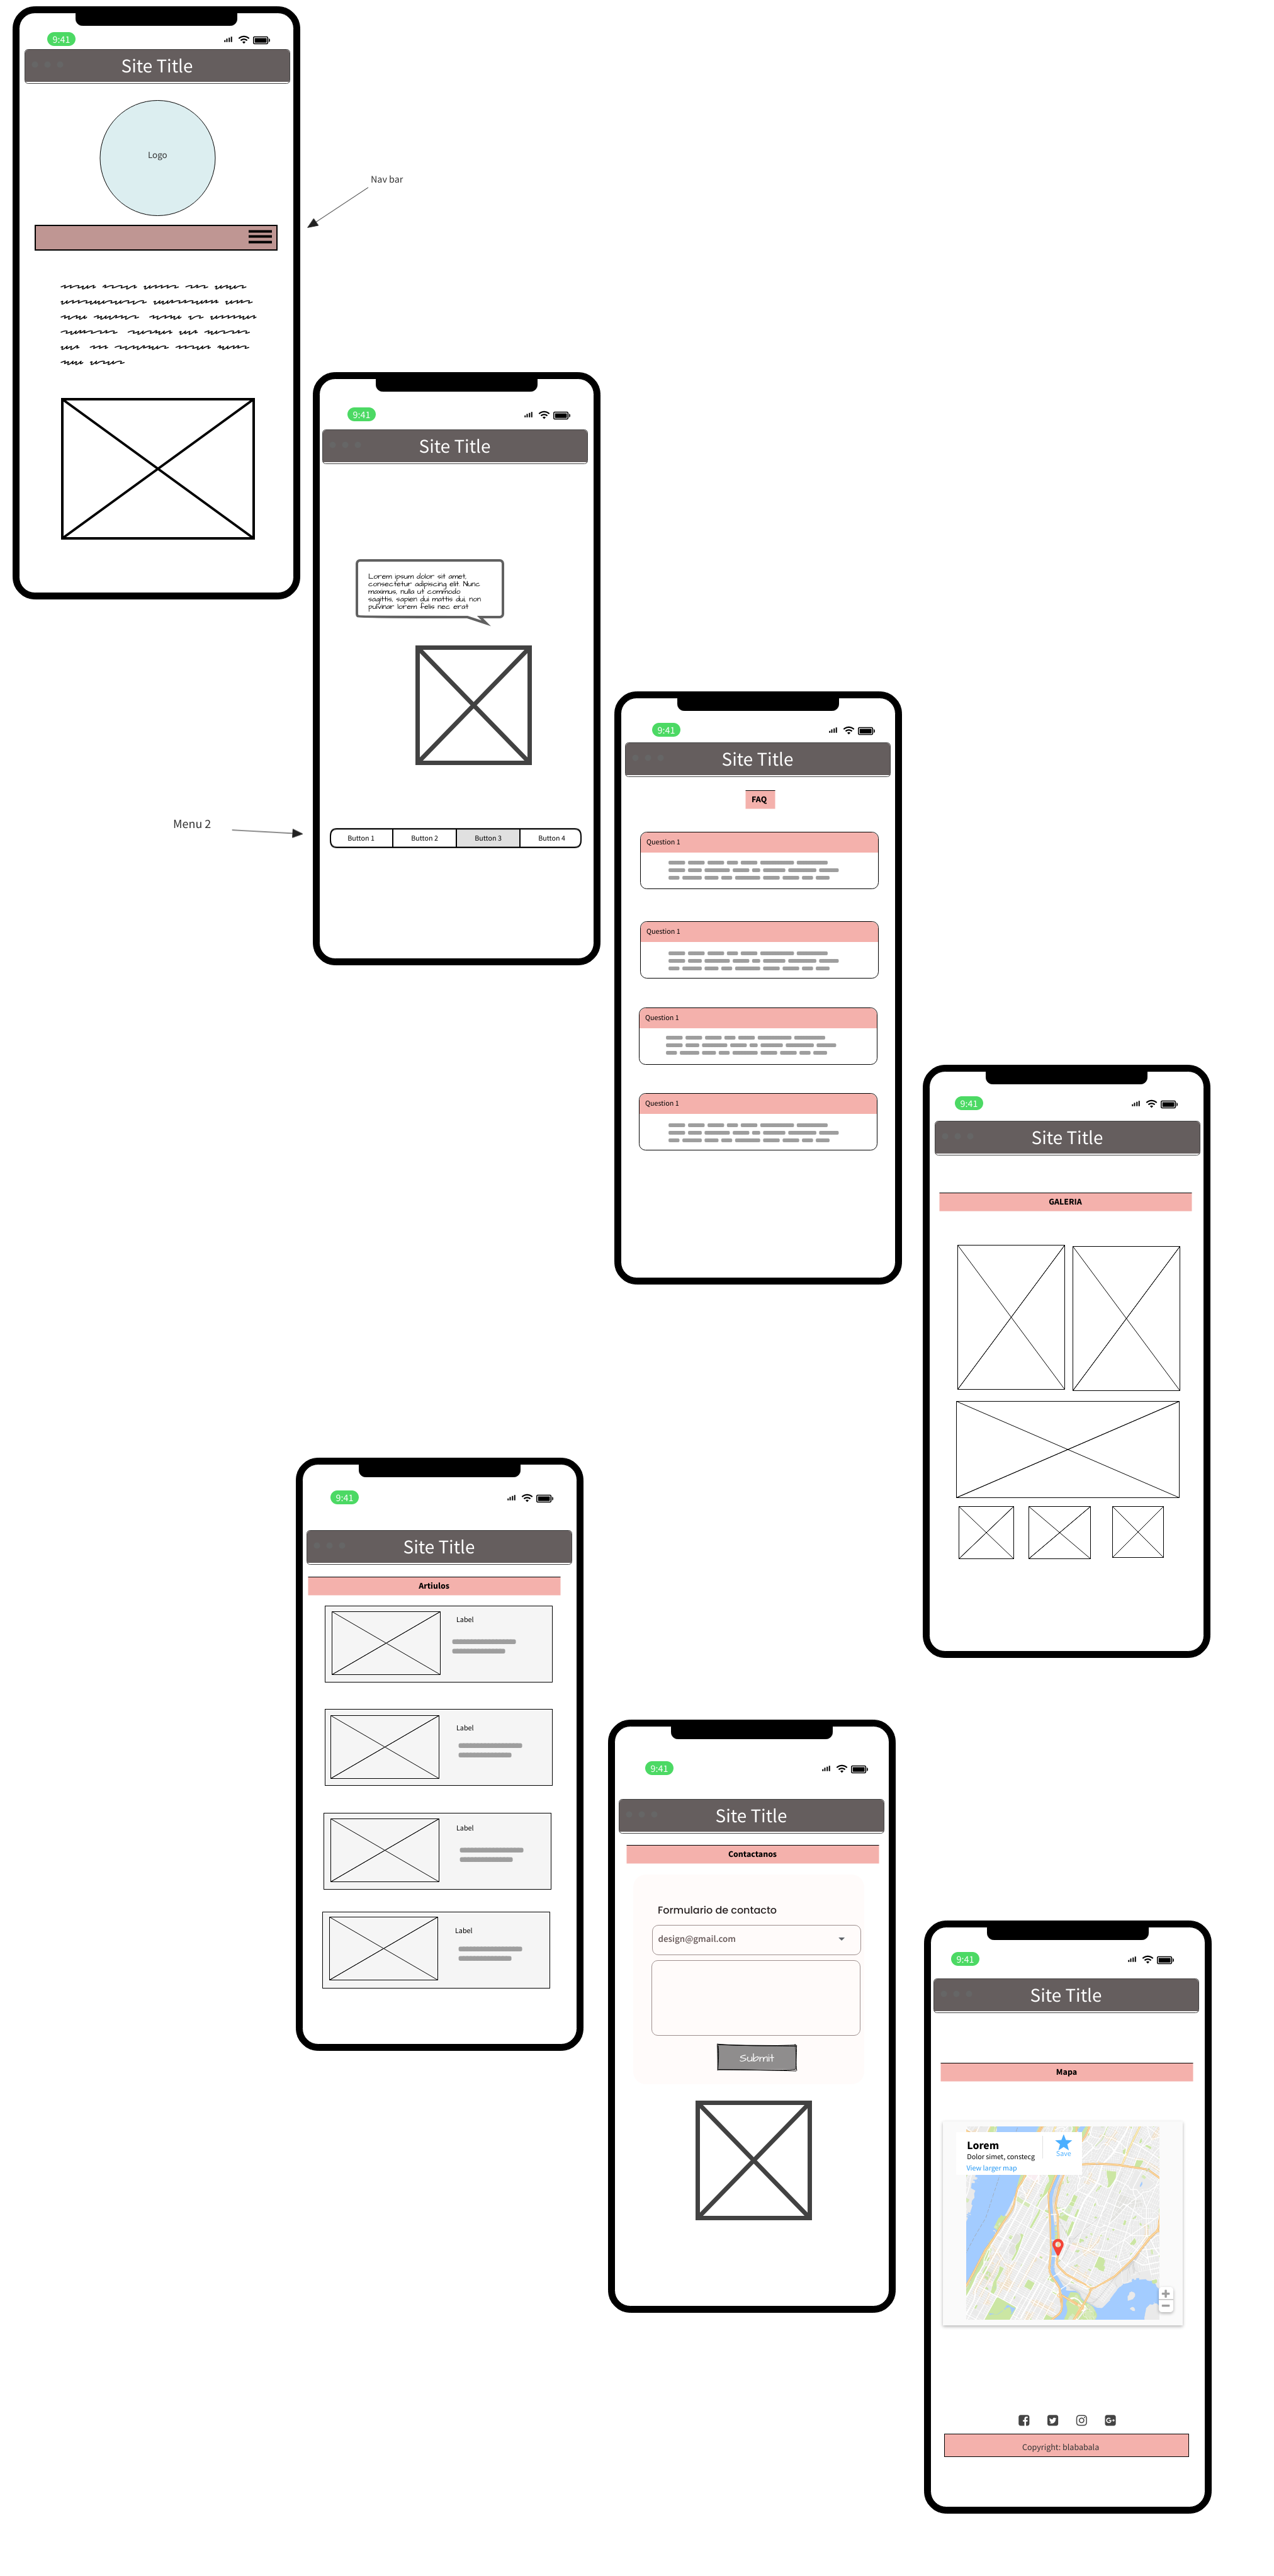 9:41
Site Title
Logo
Nav bar
9:41
Site Title
Lorem ipsum dolor sit amet,
consectetur adipiscing elit. Nunc
maximus, nulla ut commodo
sagittis, sapien dui mattis dui, non
pulvinar lorem felis nec erat
Menu 2
Button 1
Button 2
Button 3
Button 4
9:41
Site Title
FAQ
Question 1
Question 1
Question 1
Question 1
9:41
Site Title
GALERIA
9:41
Site Title
Artiulos
Label
Label
Label
Label
9:41
Site Title
Contactanos
Formulario de contacto
design@gmail.com
Submit
9:41
Site Title
Mapa
Lorem
Save
Dolor simet, constecg
View larger map
Copyright: blababala